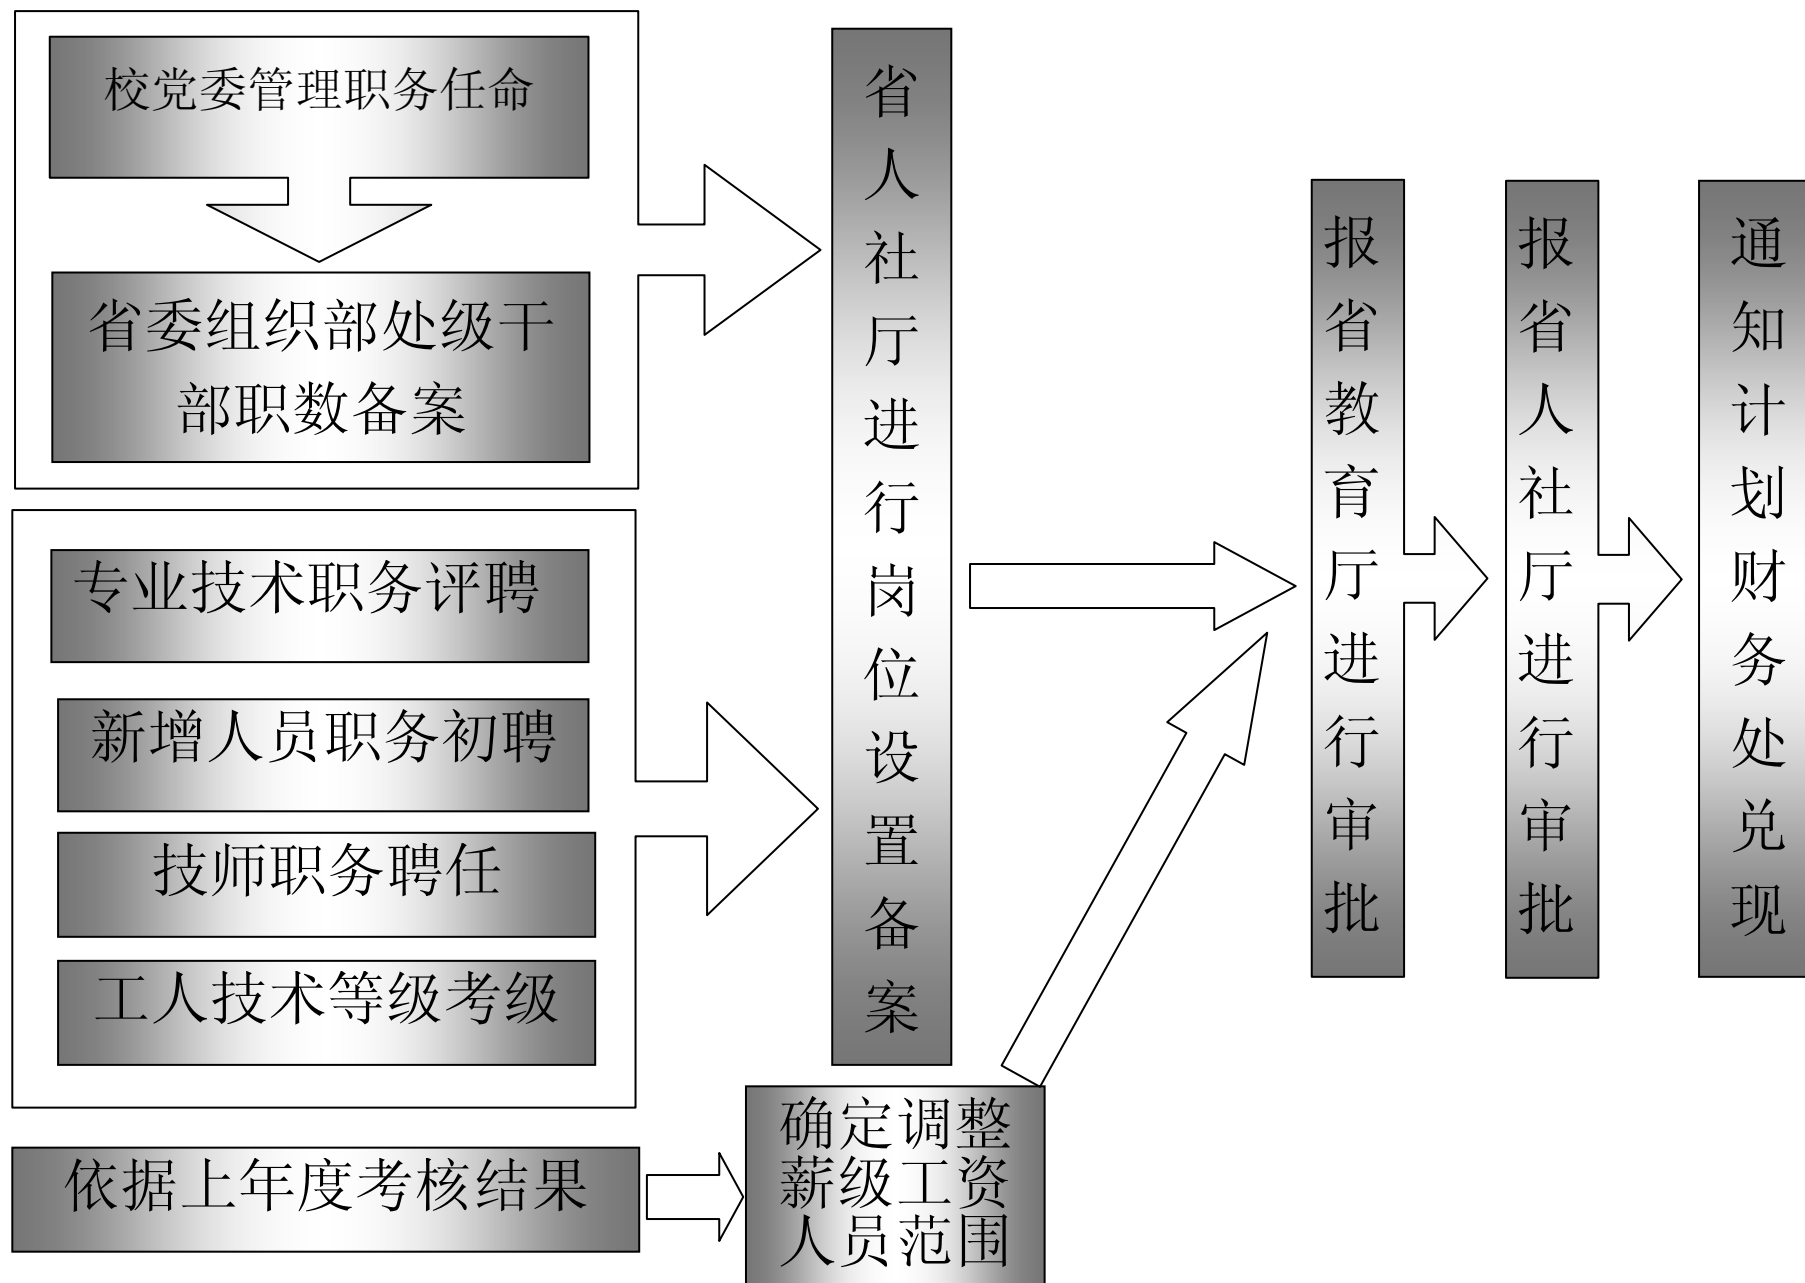 校党委管理职务任命
省委组织部处级干
部职数备案
专业技术职务评聘
新增人员职务初聘
技师职务聘任
工人技术等级考级
依据上年度考核结果
省人社厅进行岗位设置备案
确定调整
薪级工资
人员范围
报省教育厅进行审批
报省人社厅进行审批
通知计划财务处兑现